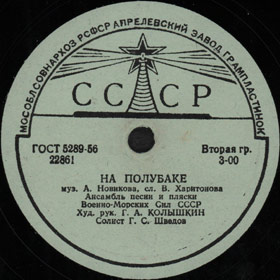 МОСОБЛСОВНАРХОЗ РСФСР АПРЕЛЕВСКИЙ ЗАВОД ГРАМПЛАСТИНОК
СССР
ГОСТ 5289-56 Вторая гр.
22861 3-00
НА ПОЛУБАКЕ
муз. А. Новикова, сл. В. Харитонова
Ансамбль песни и пляски
Военно-Морских Сил СССР
Худ. рук. Г. А. КОЛЫШКИН
Солист Г. С. Шведов